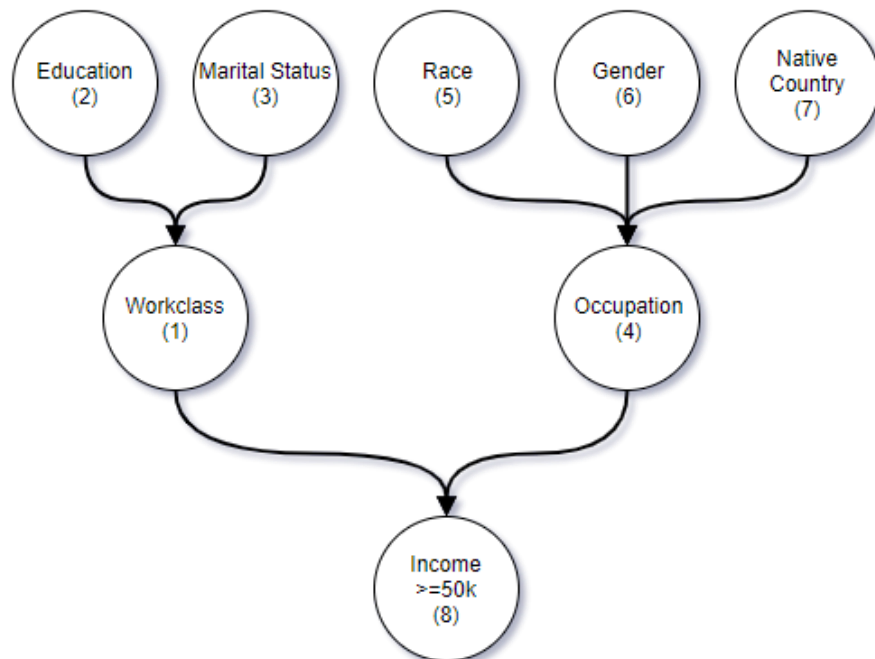 Education
(2)
Marital Status
(3)
Race
(5)
Gender
(6)
Native
Country
(7)
Workclass
(1)
Occupation
(4)
Income
>=50k
(8)